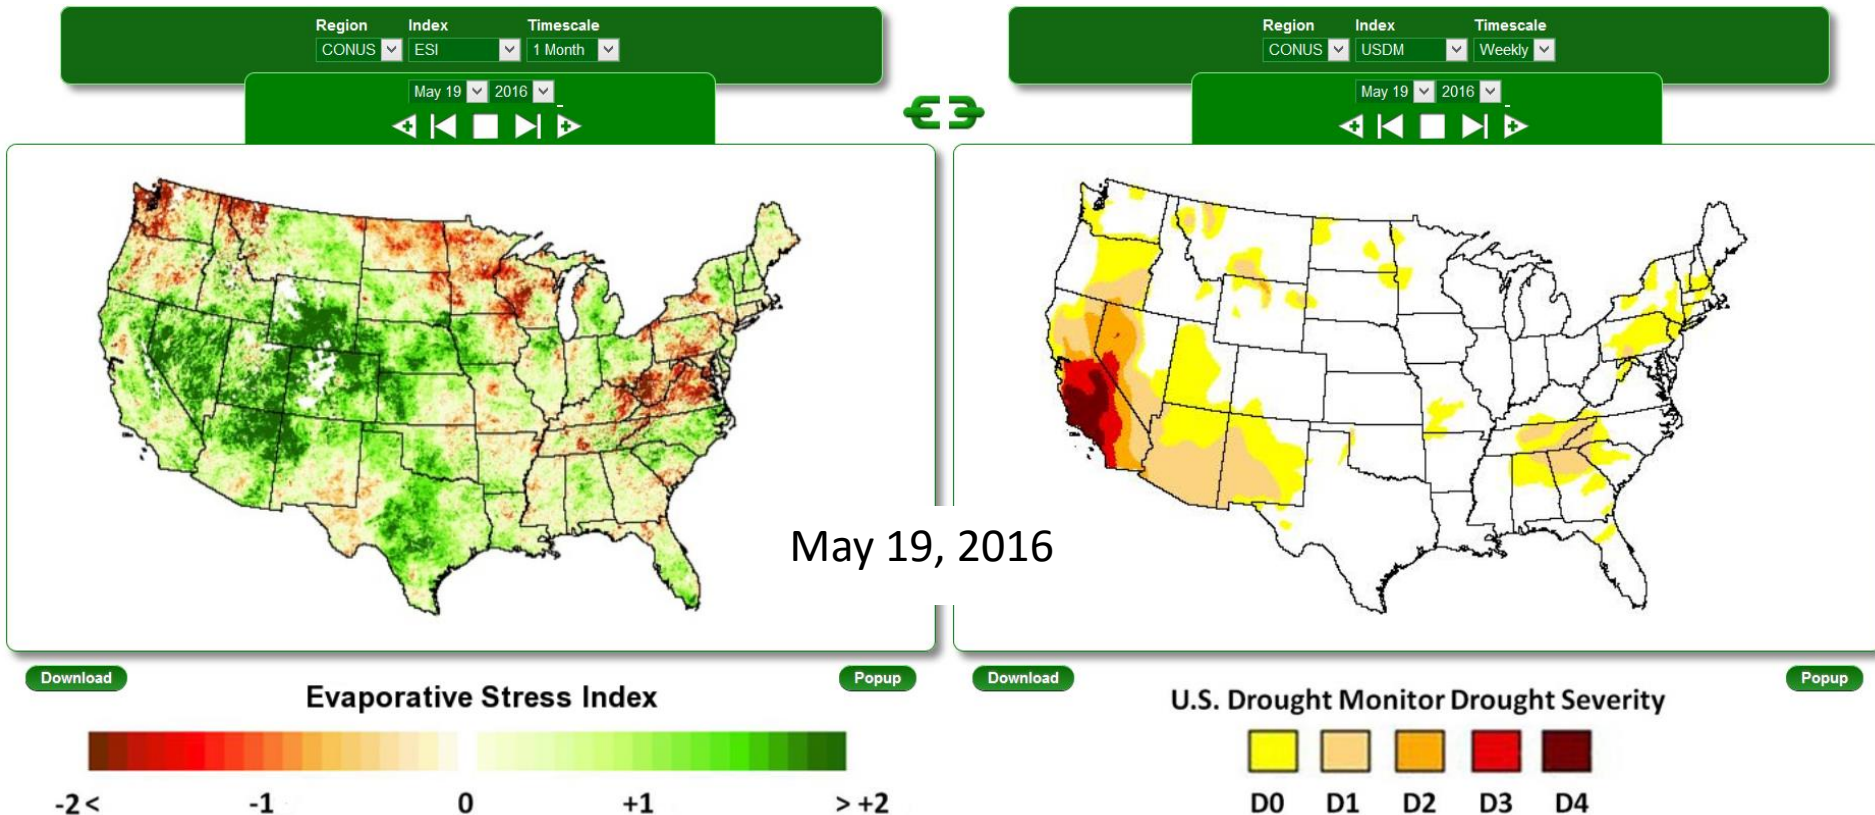 Region Index Timescale
CONUS ESI 1 Month
May 19 2016
Region Index Timescale
CONUS USDM Weekly
May 19 2016
May 19, 2016
Download Popup
Evaporative Stress Index
-2 < -1 0 +1 > +2
Download Popup
U.S. Drought Monitor Drought Severity
D0 D1 D2 D3 D4